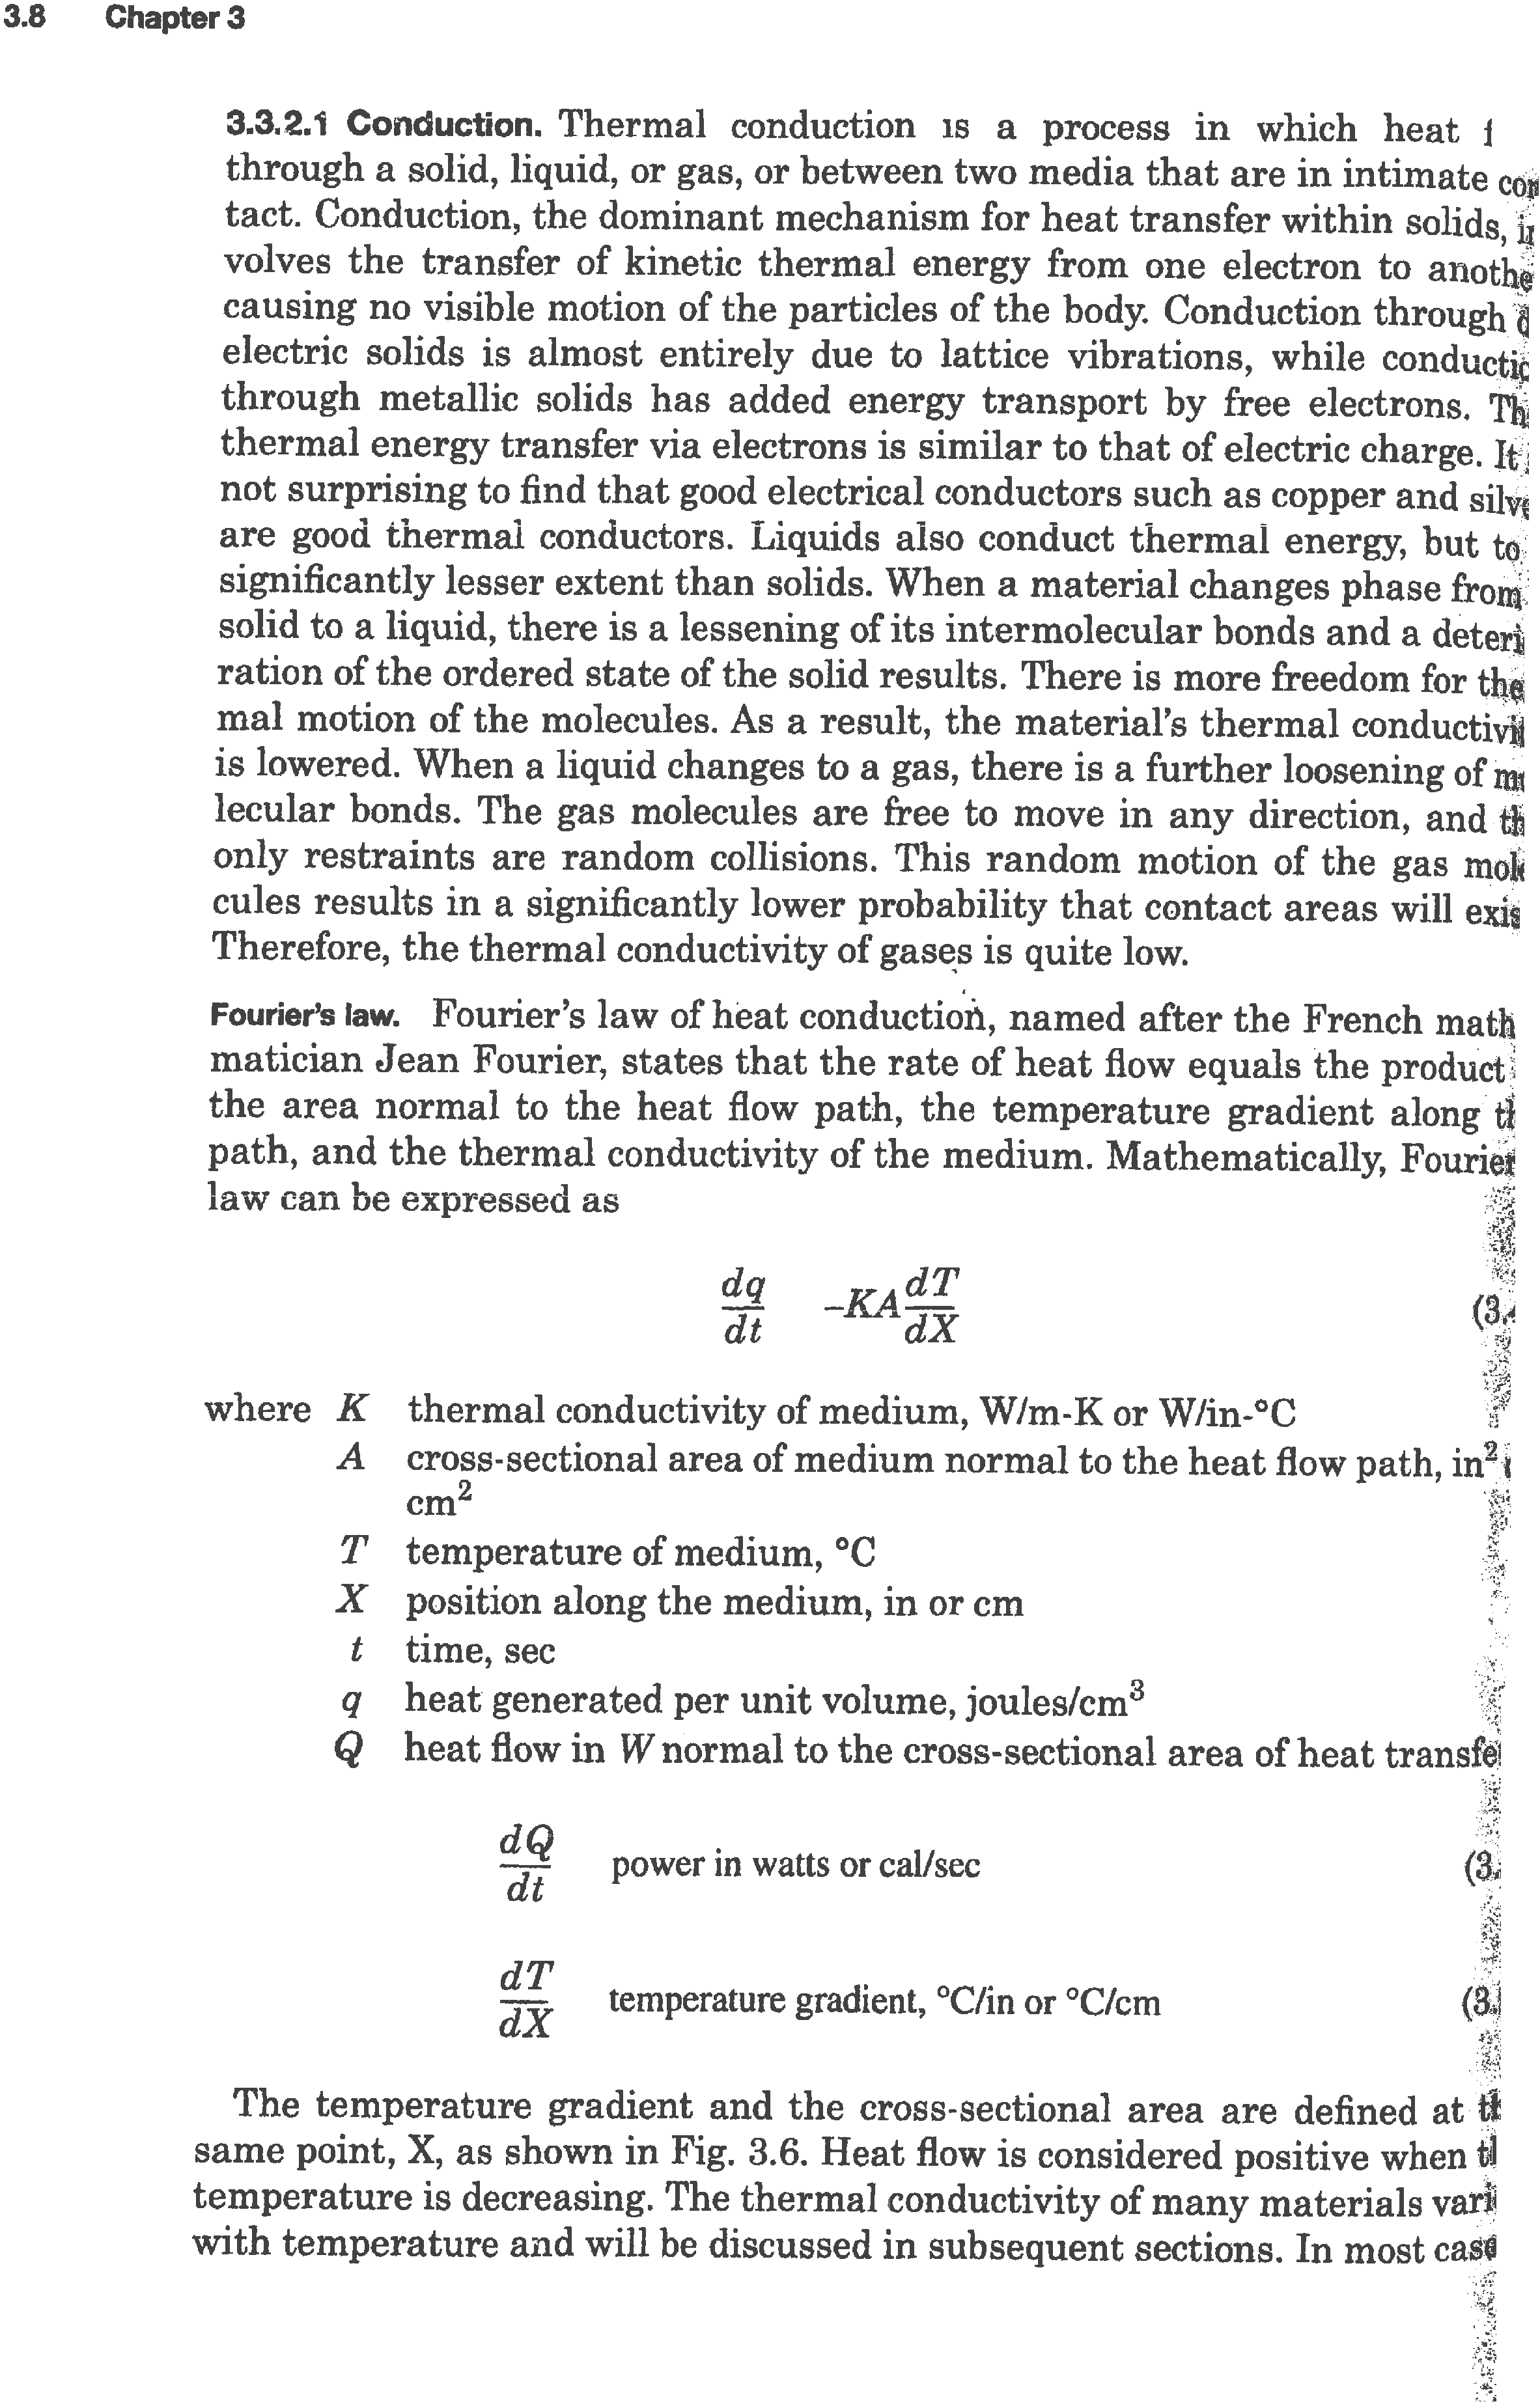 3.8 Chapter 3
3.3.2.1 Conduction. Thermal conduction is a process in which heat
through a solid, liquid, or gas, or between two media that are in intimate
tact. Conduction, the dominant mechanism for heat transfer within solids,
volves the transfer of kinetic thermal energy from one electron to
causing no visible motion of the particles of the body. Conduction through
electric solids is almost entirely due to lattice vibrations, while
through metallic solids has added energy transport by free electrons.
thermal energy transfer via electrons is similar to that of electric charge. It
not surprising to find that good electrical conductors such as copper and
are good thermal conductors. Liquids also conduct thermal energy, but to
significantly lesser extent than solids. When a material changes phase from
solid to a liquid, there is a lessening of its intermolecular bonds and a
ration of the ordered state of the solid results. There is more freedom for
mal motion of the molecules. As a result, the material's thermal
is lowered. When a liquid changes to a gas, there is a further loosening of
lecular bonds. The gas molecules are free to move in any direction, and
only restraints are random collisions. This random motion of the gas
cules results in a significantly lower probability that contact areas will
Therefore, the thermal conductivity of gases is quite low.
Fourier's law. Fourier's law of heat conduction, named after the French
matician Jean Fourier, states that the rate of heat flow equals the product
the area normal to the heat flow path, the temperature gradient along
path, and the thermal conductivity of the medium. Mathematically,
law can be expressed as
dq/dt -KA dT/dX (3.
where K thermal conductivity of medium, W/m-K or W/in-°C
A cross-sectional area of medium normal to the heat flow path, in²
cm²
T temperature of medium, °C
X position along the medium, in or cm
t time, sec
q heat generated per unit volume, joules/cm³
Q heat flow in W normal to the cross-sectional area of heat
dQ/dt power in watts or cal/sec (3.
dT/dX temperature gradient, °C/in or °C/cm (3.
The temperature gradient and the cross-sectional area are defined at
same point, X, as shown in Fig. 3.6. Heat flow is considered positive when
temperature is decreasing. The thermal conductivity of many materials
with temperature and will be discussed in subsequent sections. In most